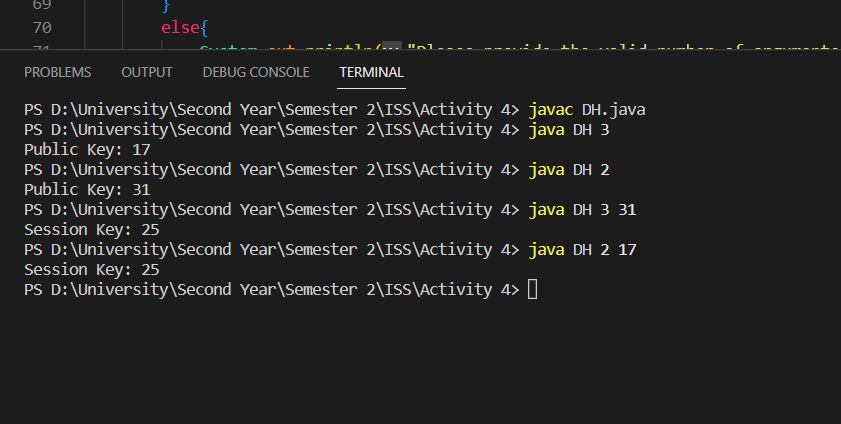 69 }
70 else{
PROBLEMS OUTPUT DEBUG CONSOLE TERMINAL
PS D:\University\Second Year\Semester 2\ISS\Activity 4> javac DH.java
PS D:\University\Second Year\Semester 2\ISS\Activity 4> java DH 3
Public Key: 17
PS D:\University\Second Year\Semester 2\ISS\Activity 4> java DH 2
Public Key: 31
PS D:\University\Second Year\Semester 2\ISS\Activity 4> java DH 3 31
Session Key: 25
PS D:\University\Second Year\Semester 2\ISS\Activity 4> java DH 2 17
Session Key: 25
PS D:\University\Second Year\Semester 2\ISS\Activity 4>